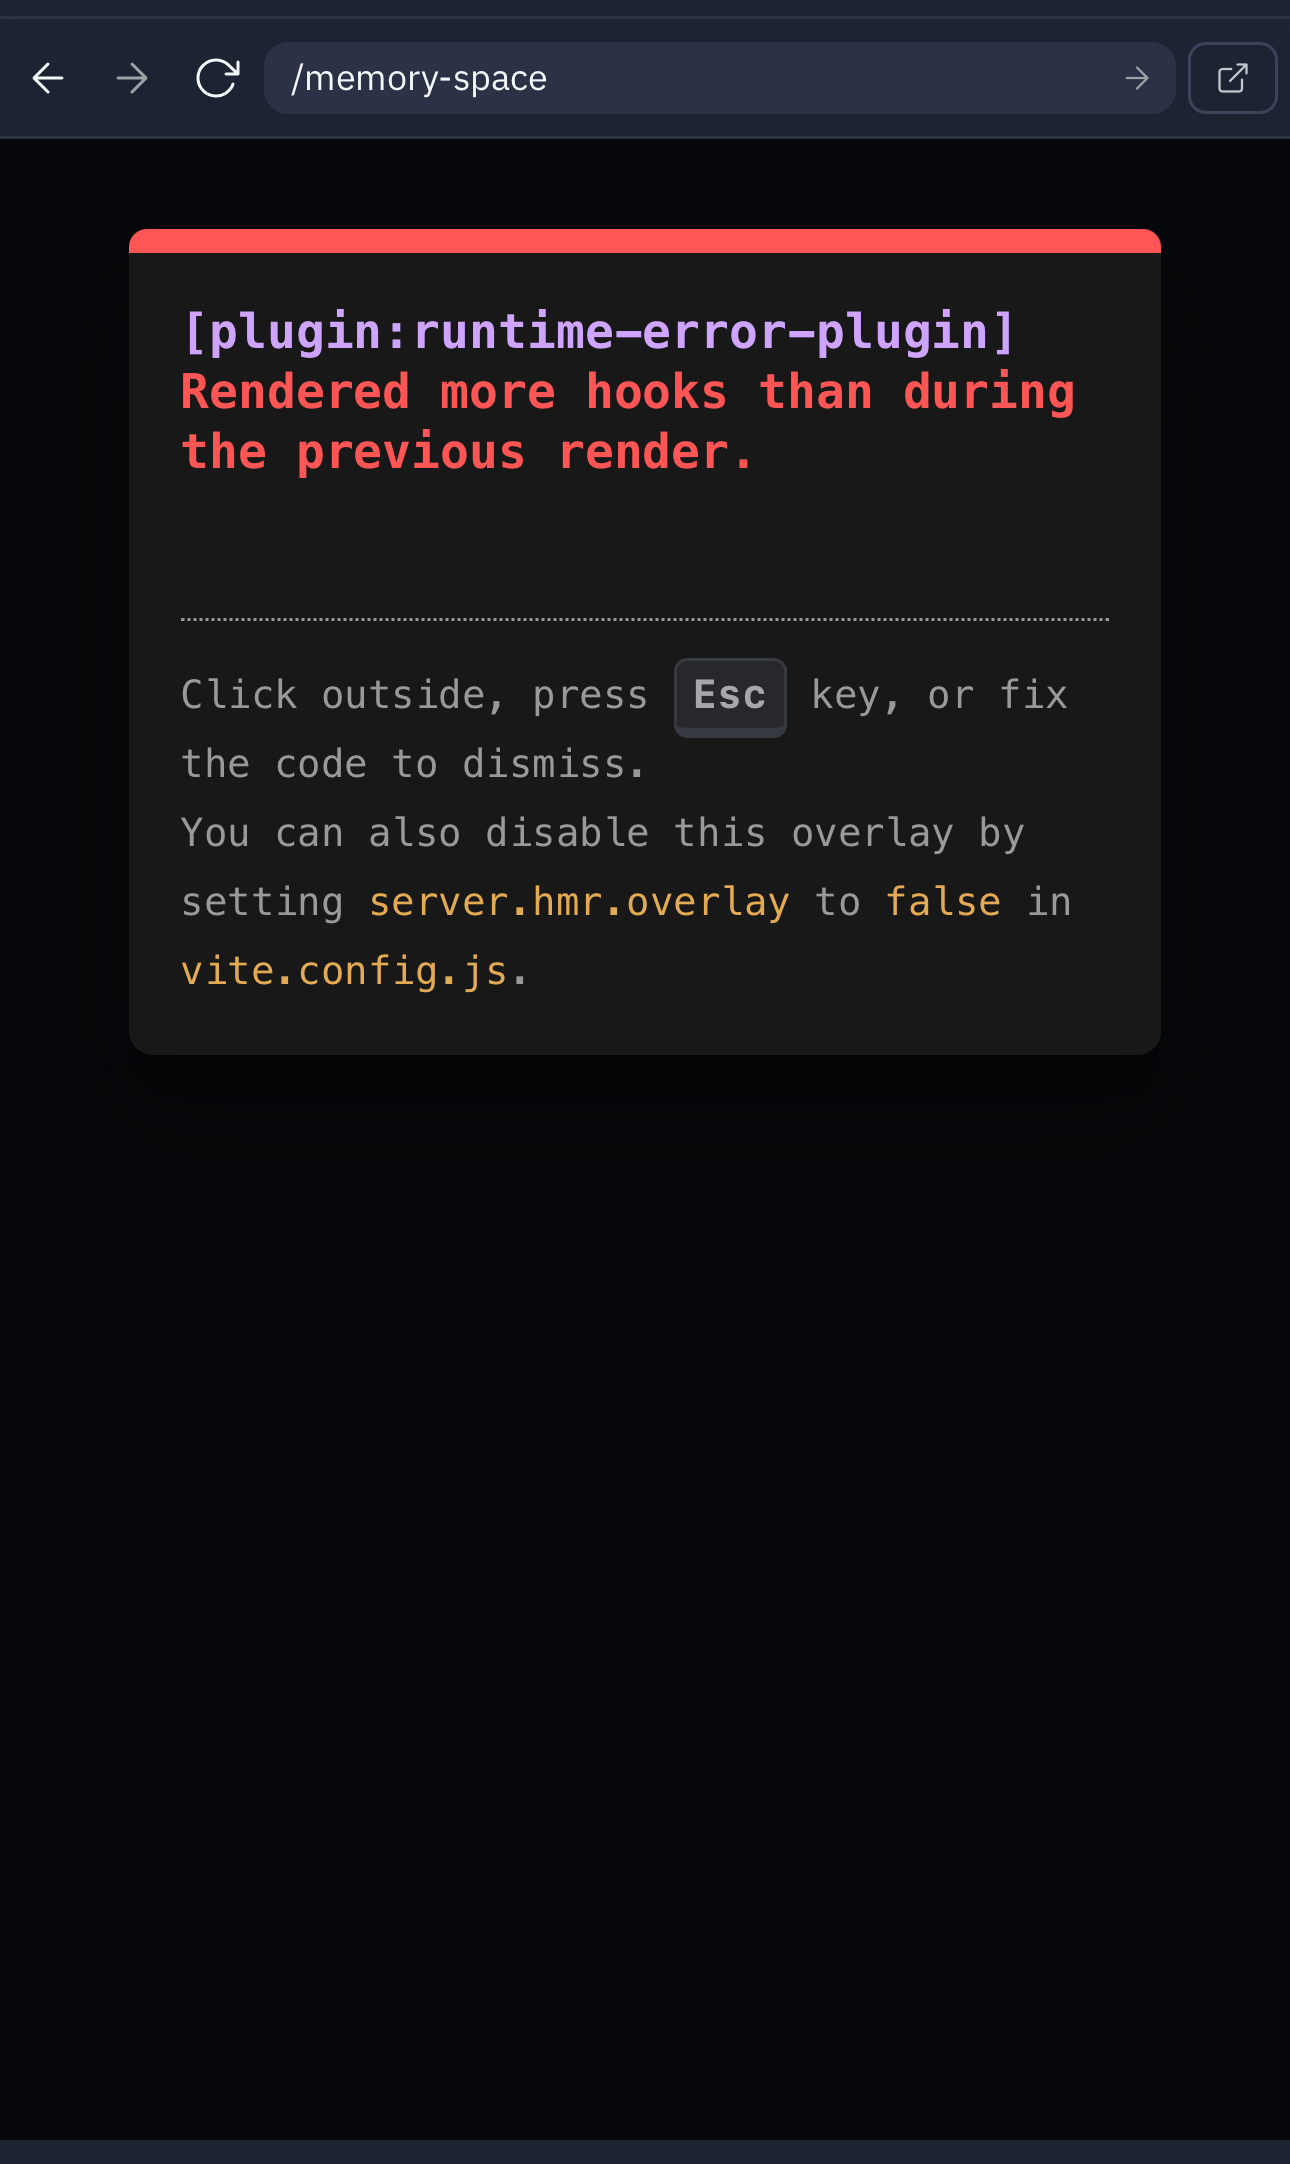 /memory-space
[plugin:runtime-error-plugin]
Rendered more hooks than during
the previous render.
Click outside, press Esc key, or fix
the code to dismiss.
You can also disable this overlay by
setting server.hmr.overlay to false in
vite.config.js.